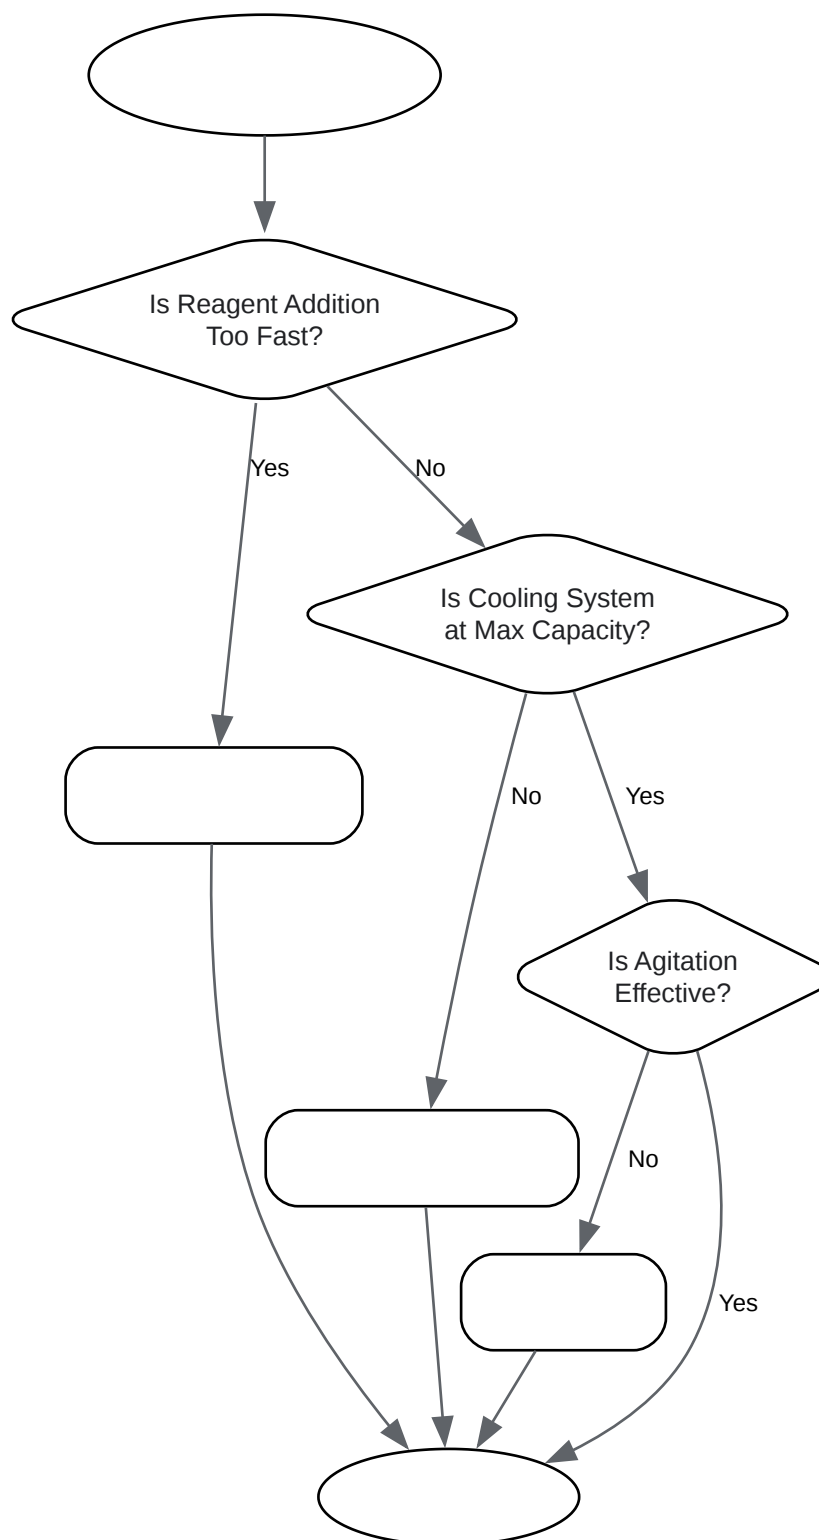 Is Reagent Addition
Too Fast?
Yes
No
Is Cooling System
at Max Capacity?
No
Yes
Is Agitation
Effective?
No
Yes